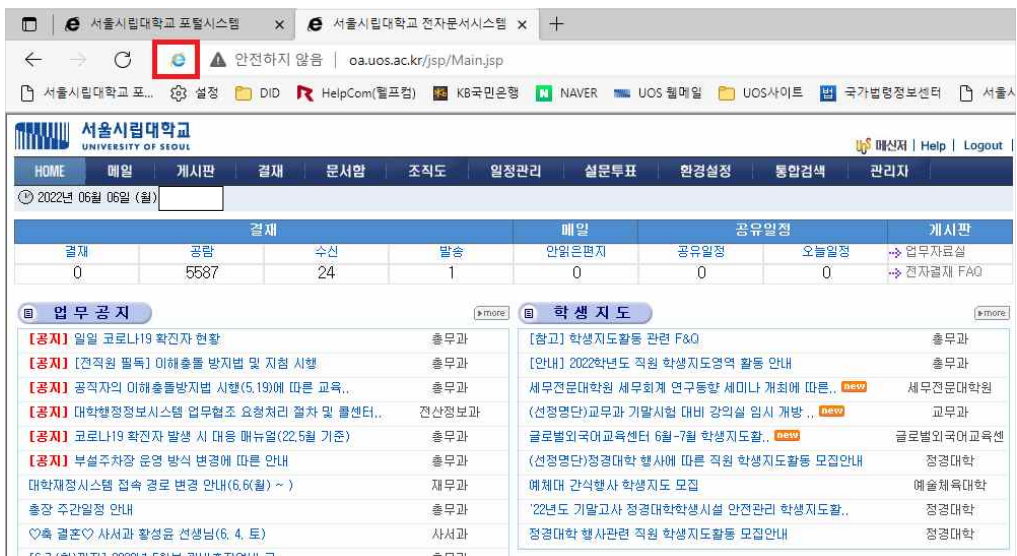 서울시립대학교 포털시스템 × 서울시립대학교 전자문서시스템 × +
안전하지 않음 | oa.uos.ac.kr/jsp/Main.jsp
서울시립대학교 포... 설정 DID HelpCom(헬프컴) KB국민은행 NAVER UOS 웹메일 UOS사이트 국가법령정보센터 서울시
서울시립대학교
UNIVERSITY OF SEOUL
UOS 메신저 | Help | Logout |
HOME 메일 게시판 결재 문서함 조직도 일정관리 설문투표 환경설정 통합검색 관리자
2022년 06월 06일 (월)
결재 메일 공유일정 게시판
결재 공람 수신 발송 안읽은편지 공유일정 오늘일정 업무자료실
0 5587 24 1 0 0 0 전자결재 FAQ
업무공지 more 학생지도 more
[공지] 일일 코로나19 확진자 현황 총무과
[공지] [전직원 필독] 이해충돌 방지법 및 지침 시행 총무과
[공지] 공직자의 이해충돌방지법 시행(5.19)에 따른 교육.. 총무과
[공지] 대학행정정보시스템 업무협조 요청처리 절차 및 콜센터.. 전산정보과
[공지] 코로나19 확진자 발생 시 대응 매뉴얼(22.5월 기준) 총무과
[공지] 부설주차장 운영 방식 변경에 따른 안내 총무과
대학재정시스템 접속 경로 변경 안내(6.6(월) ~ ) 재무과
총장 주간일정 안내 총무과
♡축 결혼♡ 사서과 황성윤 선생님(6. 4. 토) 사서과
[참고] 학생지도활동 관련 F&Q 총무과
[안내] 2022학년도 직원 학생지도영역 활동 안내 총무과
세무전문대학원 세무회계 연구동향 세미나 개최에 따른.. new 세무전문대학원
(선정명단)교무과 기말시험 대비 강의실 임시 개방 .. new 교무과
글로벌외국어교육센터 6월-7월 학생지도활.. new 글로벌외국어교육센
(선정명단)정경대학 행사에 따른 직원 학생지도활동 모집안내 정경대학
예체대 간식행사 학생지도 모집 예술체육대학
'22년도 기말고사 정경대학학생시설 안전관리 학생지도활.. 정경대학
정경대학 행사관련 직원 학생지도활동 모집안내 정경대학